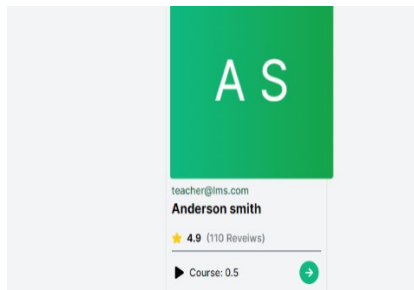 A S
teacher@lms.com
Anderson smith
4.9 (110 Reveiws)
Course: 0.5